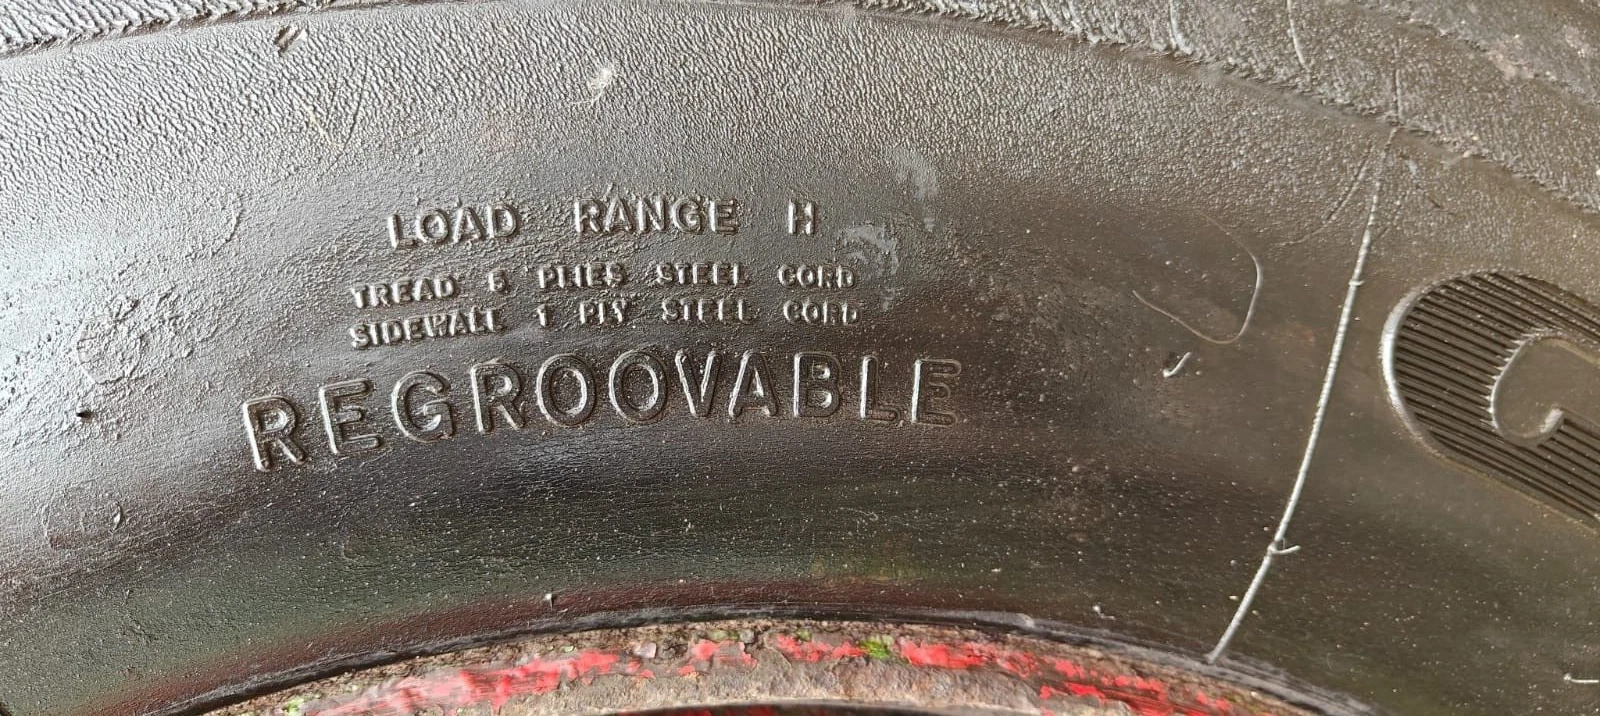 LOAD RANGE H
TREAD 5 PLIES STEEL CORD
SIDEWALL 1 PLY STEEL CORD
REGROOVABLE
G